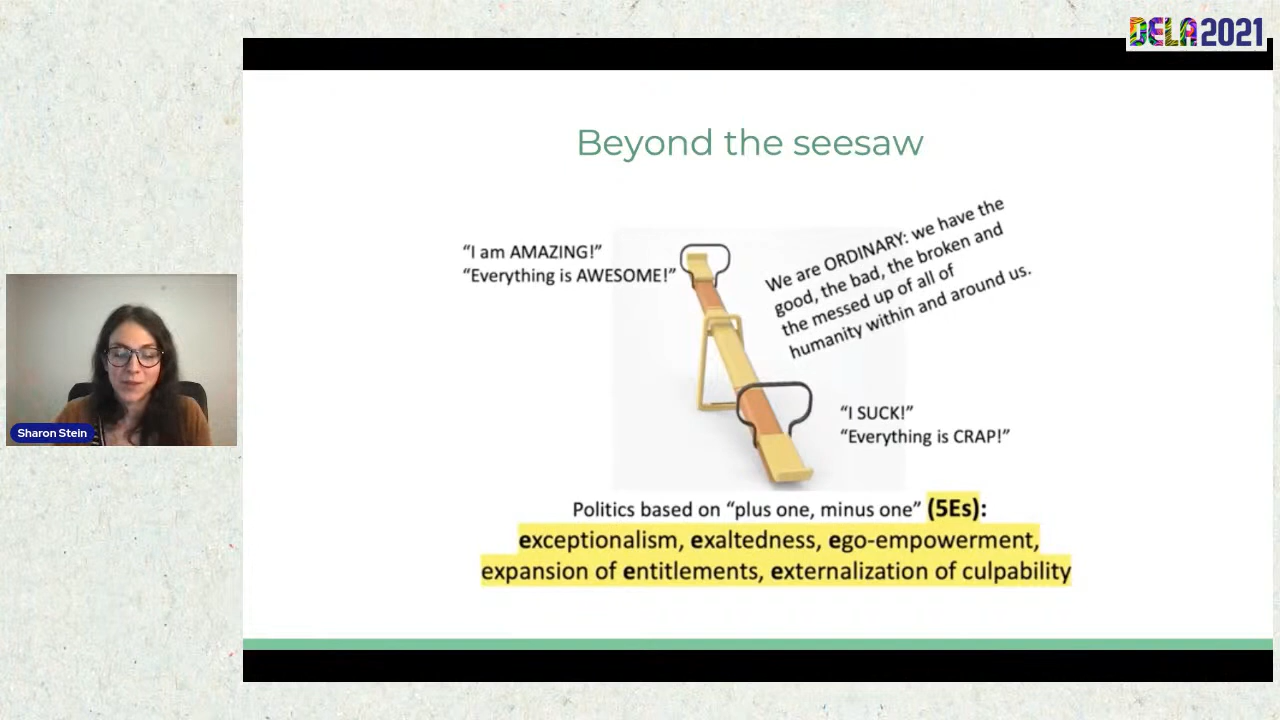 DELA 2021
Beyond the seesaw
“I am AMAZING!”
“Everything is AWESOME!”
We are ORDINARY: we have the
good, the bad, the broken and
the messed up of all of
humanity within and around us.
“I SUCK!”
“Everything is CRAP!”
Sharon Stein
Politics based on “plus one, minus one” (5Es):
exceptionalism, exaltedness, ego-empowerment,
expansion of entitlements, externalization of culpability